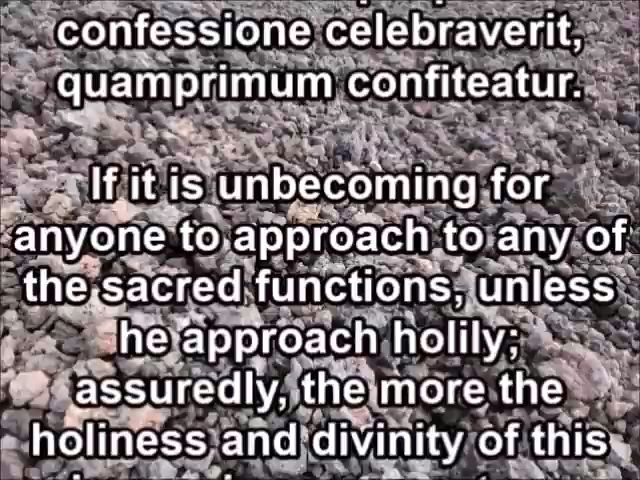 confessione celebraverit,
quamprimum confiteatur.
If it is unbecoming for
anyone to approach to any of
the sacred functions, unless
he approach holily;
assuredly, the more the
holiness and divinity of this